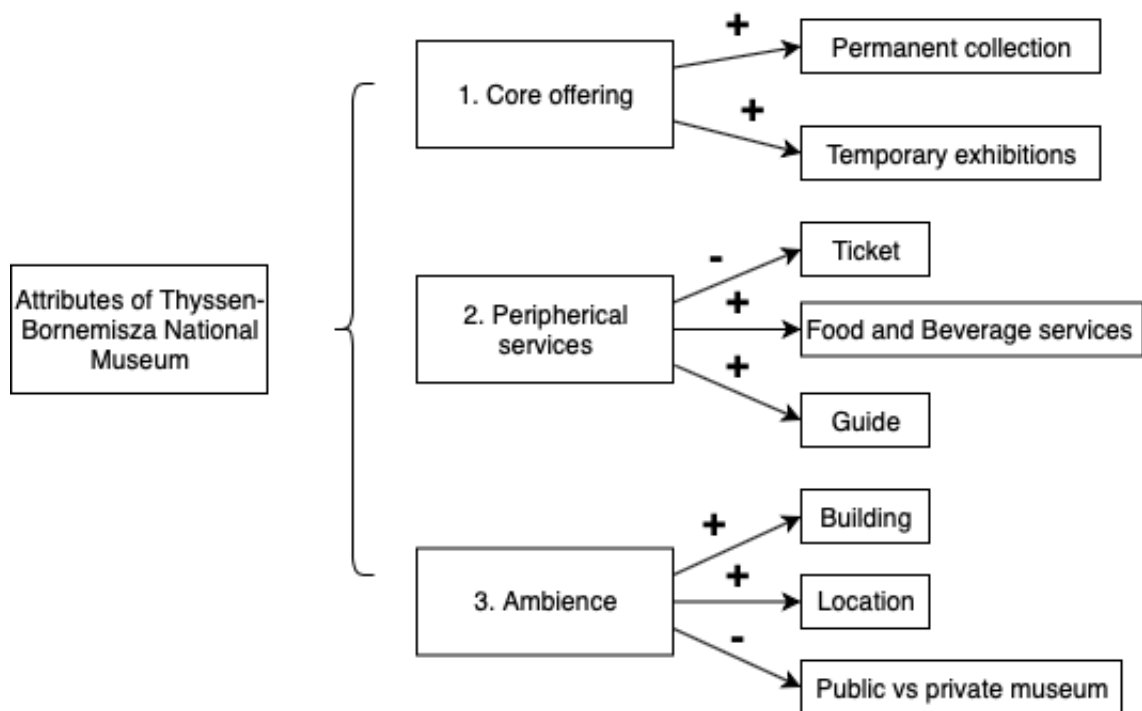 Attributes of Thyssen-
Bornemisza National
Museum
1. Core offering
+
Permanent collection
+
Temporary exhibitions
2. Peripherical
services
-
Ticket
+
Food and Beverage services
+
Guide
3. Ambience
+
Building
+
Location
-
Public vs private museum